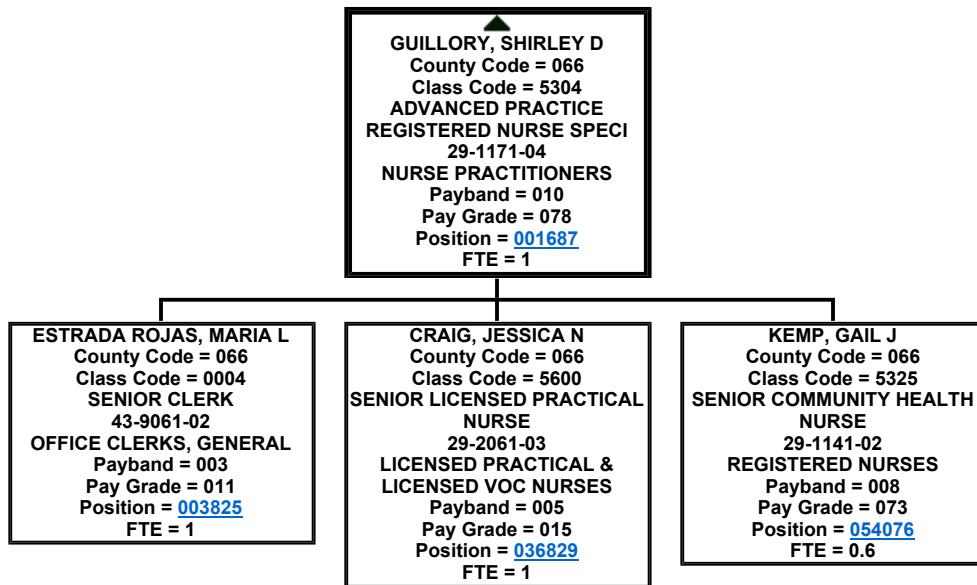 GUILLORY, SHIRLEY D
County Code = 066
Class Code = 5304
ADVANCED PRACTICE
REGISTERED NURSE SPECI
29-1171-04
NURSE PRACTITIONERS
Payband = 010
Pay Grade = 078
Position = 001687
FTE = 1
ESTRADA ROJAS, MARIA L
County Code = 066
Class Code = 0004
SENIOR CLERK
43-9061-02
OFFICE CLERKS, GENERAL
Payband = 003
Pay Grade = 011
Position = 003825
FTE = 1
CRAIG, JESSICA N
County Code = 066
Class Code = 5600
SENIOR LICENSED PRACTICAL
NURSE
29-2061-03
LICENSED PRACTICAL &
LICENSED VOC NURSES
Payband = 005
Pay Grade = 015
Position = 036829
FTE = 1
KEMP, GAIL J
County Code = 066
Class Code = 5325
SENIOR COMMUNITY HEALTH
NURSE
29-1141-02
REGISTERED NURSES
Payband = 008
Pay Grade = 073
Position = 054076
FTE = 0.6